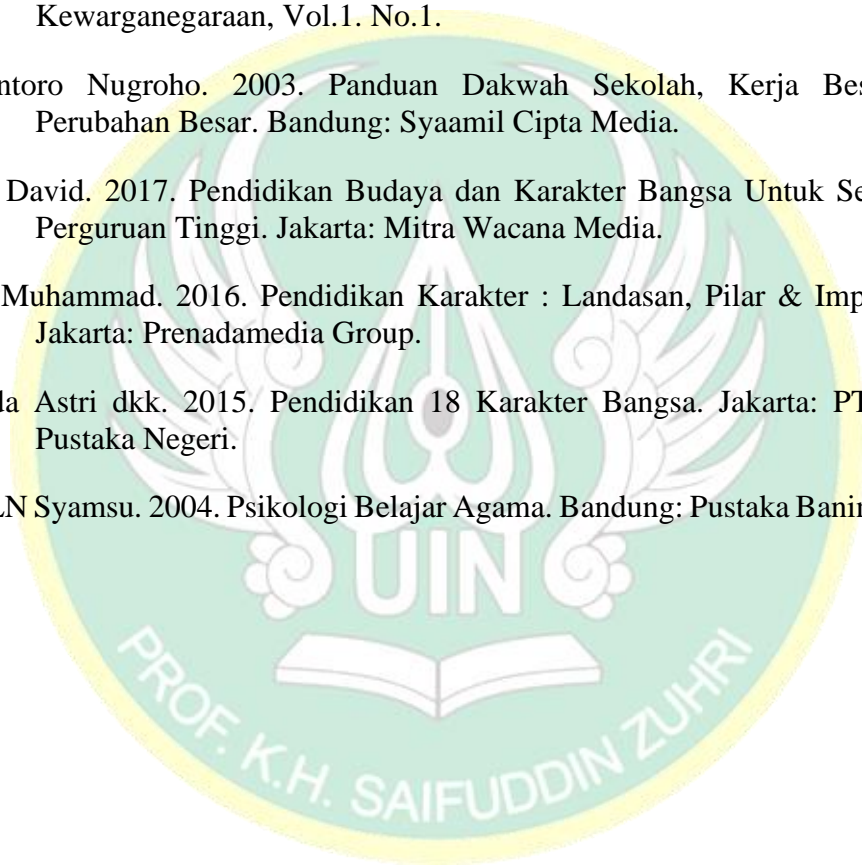 Kewarganegaraan, Vol.1. No.1.
ntoro Nugroho. 2003. Panduan Dakwah Sekolah, Kerja Bes
Perubahan Besar. Bandung: Syaamil Cipta Media.
David. 2017. Pendidikan Budaya dan Karakter Bangsa Untuk Se
Perguruan Tinggi. Jakarta: Mitra Wacana Media.
Muhammad. 2016. Pendidikan Karakter : Landasan, Pilar & Imp
Jakarta: Prenadamedia Group.
da Astri dkk. 2015. Pendidikan 18 Karakter Bangsa. Jakarta: PT
Pustaka Negeri.
LN Syamsu. 2004. Psikologi Belajar Agama. Bandung: Pustaka Banin
UIN
PROF. K.H. SAIFUDDIN ZUHRI